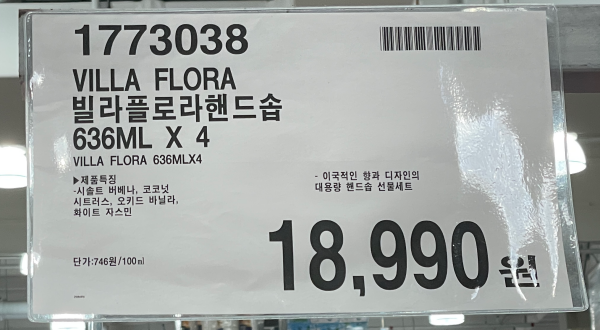 1773038
VILLA FLORA
빌라플로라핸드솝
636ML X 4
VILLA FLORA 636MLX4
▶제품특징
-시솔트 버베나, 코코넛
시트러스, 오키드 바닐라,
화이트 자스민
- 이국적인 향과 디자인의
대용량 핸드솝 선물세트
단가:746원/100㎖
18,990원